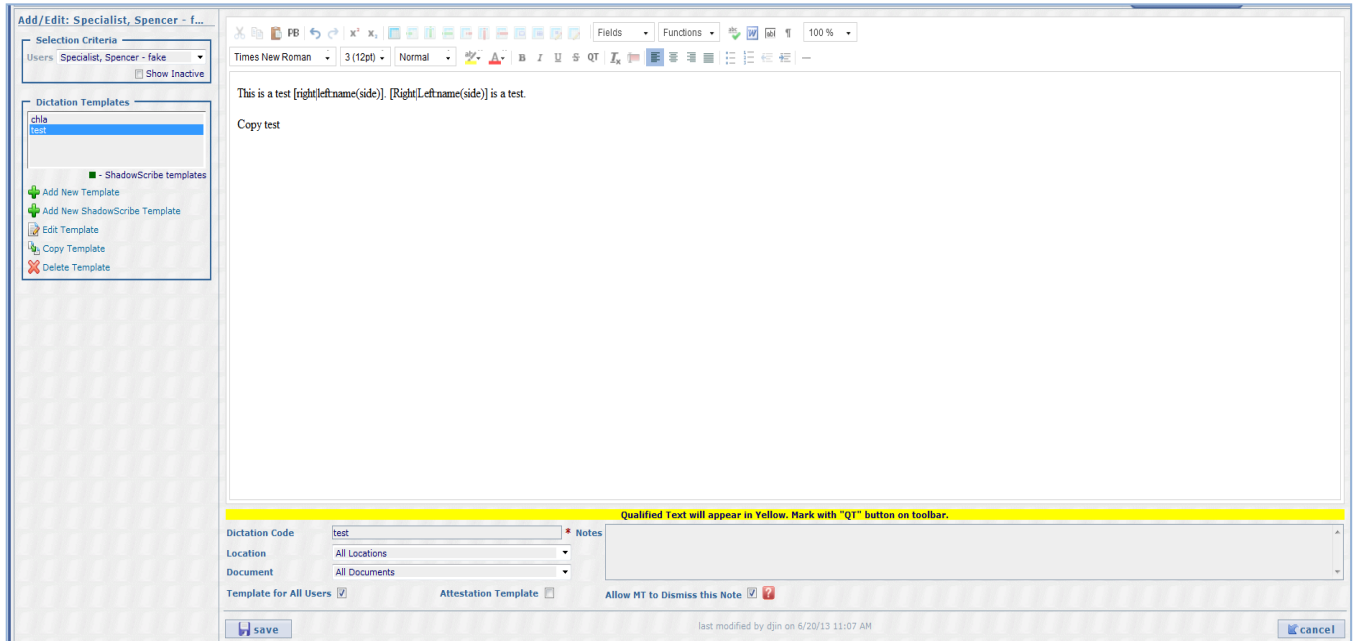 Add/Edit: Specialist, Spencer - f...
Selection Criteria
Users Specialist, Spencer - fake
Show Inactive
Dictation Templates
chla
test
- ShadowScribe templates
Add New Template
Add New ShadowScribe Template
Edit Template
Copy Template
Delete Template
PB x² x₁ Fields Functions W ab| ¶ 100 %
Times New Roman 3 (12pt) Normal A B I U S QT Ix
This is a test [right|left:name(side)]. [Right|Left:name(side)] is a test.
Copy test
Qualified Text will appear in Yellow. Mark with "QT" button on toolbar.
Dictation Code test * Notes
Location All Locations
Document All Documents
Template for All Users Attestation Template Allow MT to Dismiss this Note ?
save last modified by djin on 6/20/13 11:07 AM cancel